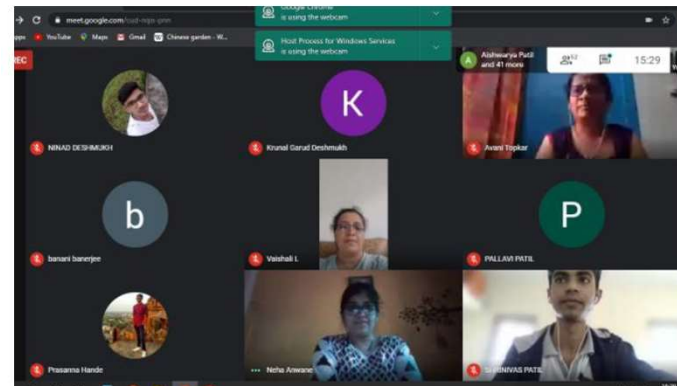 Google Chrome
is using the webcam
meet.google.com/
YouTube
Maps
Gmail
Chinese garden - W...
Host Process for Windows Services
is using the webcam
REC
Aishwarya Patil
and 41 more
52
15:29
A
K
NINAD DESHMUKH
Krunal Garud Deshmukh
Avani Topkar
b
P
banani banerjee
Vaishali I.
PALLAVI PATIL
Prasanna Hande
Neha Anwane
PATIL